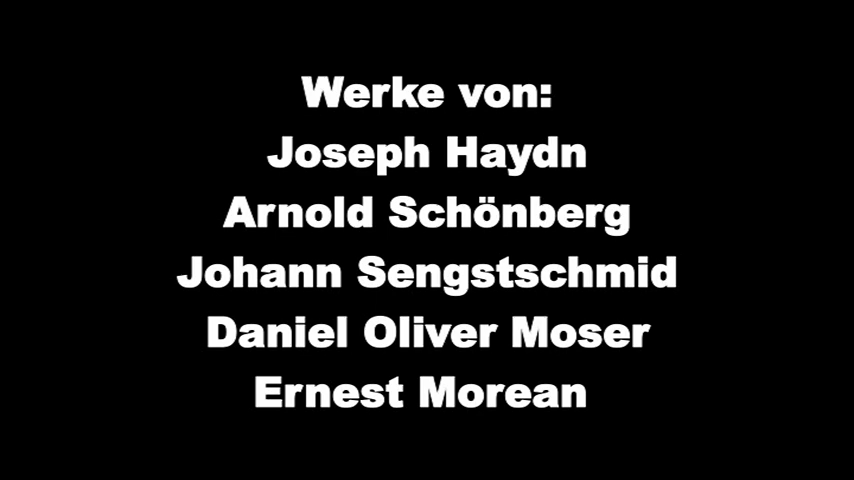 Werke von:
Joseph Haydn
Arnold Schönberg
Johann Sengstschmid
Daniel Oliver Moser
Ernest Morean